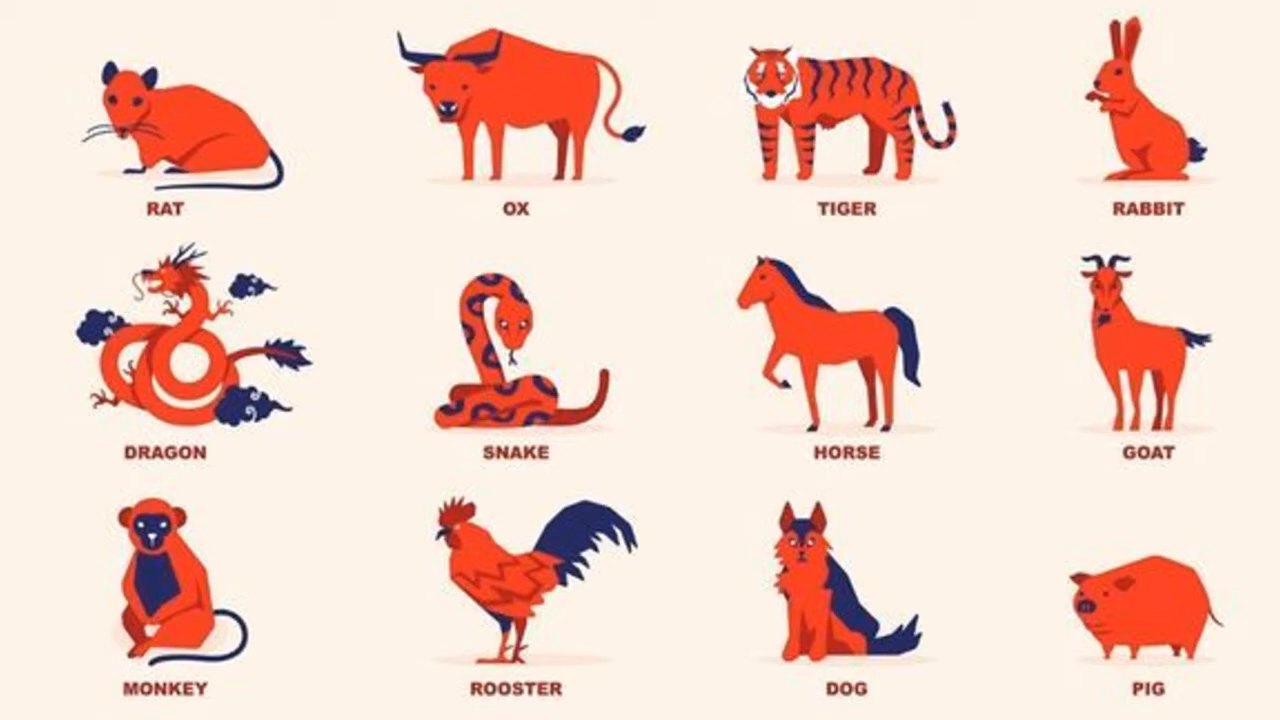 RAT
OX
TIGER
RABBIT
DRAGON
SNAKE
HORSE
GOAT
MONKEY
ROOSTER
DOG
PIG